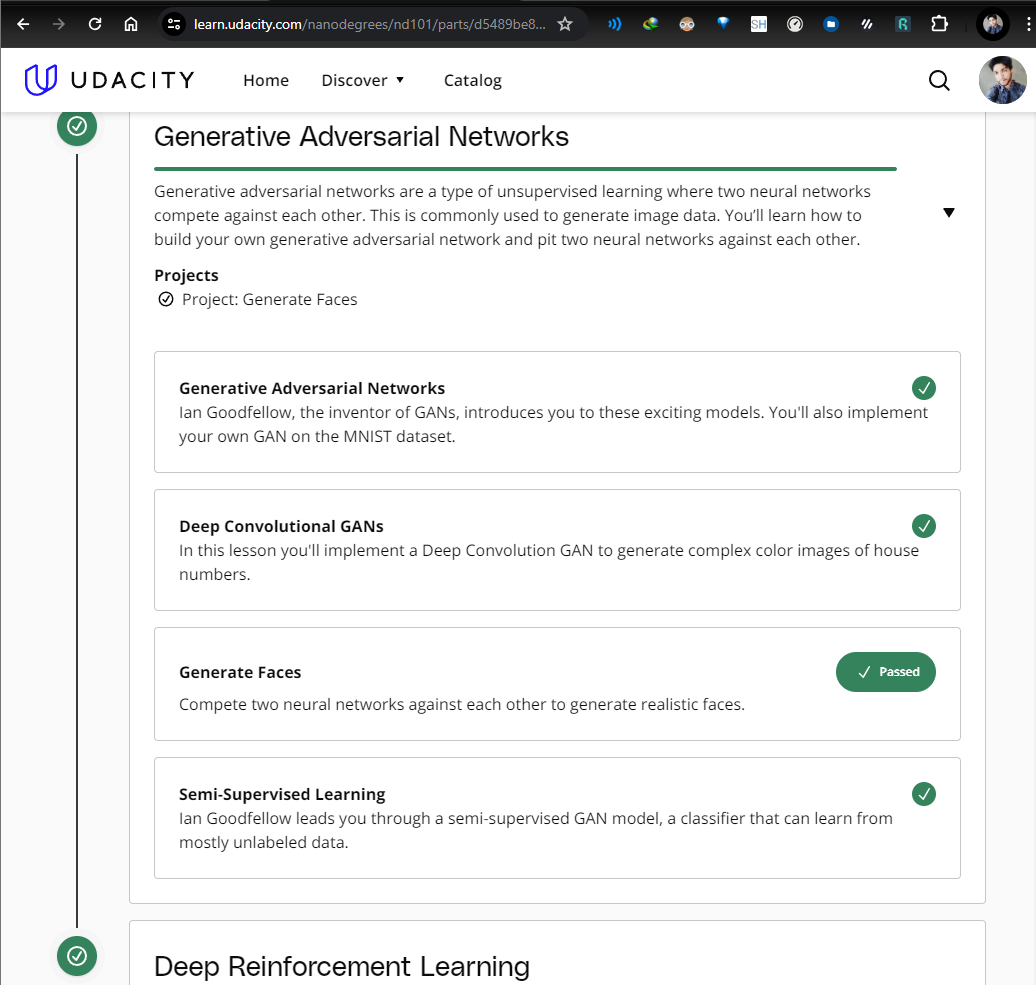 learn.udacity.com/nanodegrees/nd101/parts/d5489be8...
SH
UDACITY
Home
Discover
Catalog
Generative Adversarial Networks
Generative adversarial networks are a type of unsupervised learning where two neural networks
compete against each other. This is commonly used to generate image data. You’ll learn how to
build your own generative adversarial network and pit two neural networks against each other.
Projects
Project: Generate Faces
Generative Adversarial Networks
Ian Goodfellow, the inventor of GANs, introduces you to these exciting models. You'll also implement
your own GAN on the MNIST dataset.
Deep Convolutional GANs
In this lesson you'll implement a Deep Convolution GAN to generate complex color images of house
numbers.
Generate Faces
Passed
Compete two neural networks against each other to generate realistic faces.
Semi-Supervised Learning
Ian Goodfellow leads you through a semi-supervised GAN model, a classifier that can learn from
mostly unlabeled data.
Deep Reinforcement Learning